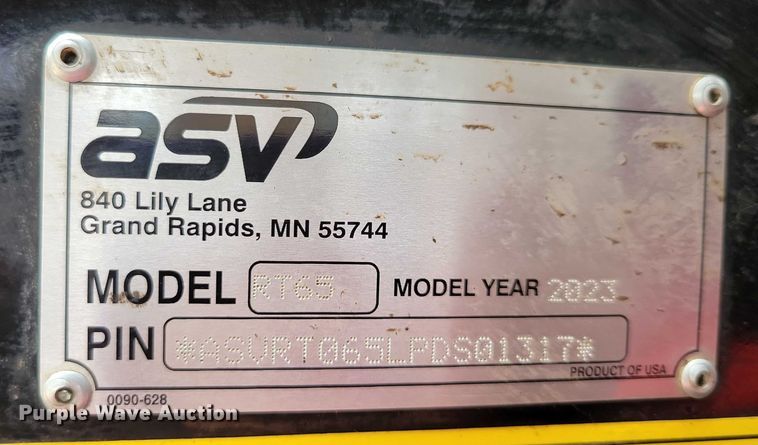 asv
840 Lily Lane
Grand Rapids, MN 55744
MODEL RT65 MODEL YEAR 2023
PIN *ASVRT065LPDS01317*
PRODUCT OF USA
0090-628
Purple Wave Auction